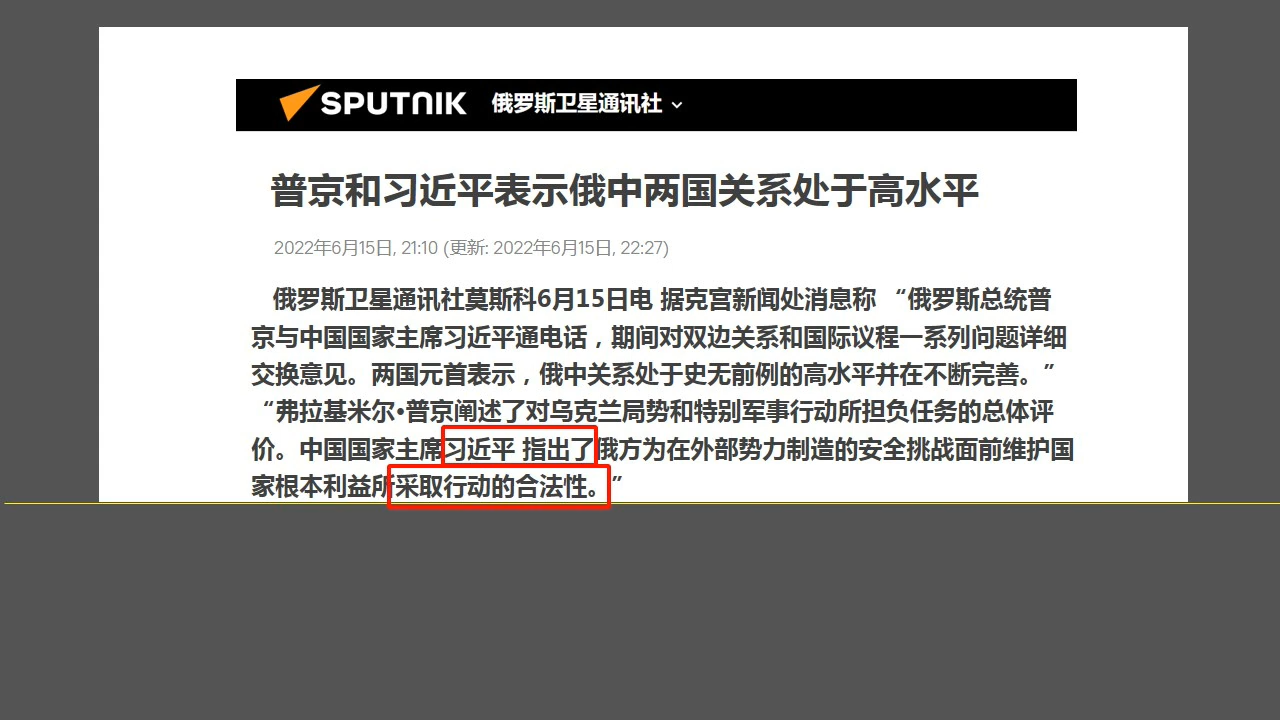 SPUTNIK 俄罗斯卫星通讯社
普京和习近平表示俄中两国关系处于高水平
2022年6月15日, 21:10 (更新: 2022年6月15日, 22:27)
俄罗斯卫星通讯社莫斯科6月15日电 据克宫新闻处消息称 “俄罗斯总统普
京与中国国家主席习近平通电话，期间对双边关系和国际议程一系列问题详细
交换意见。两国元首表示，俄中关系处于史无前例的高水平并在不断完善。”
“弗拉基米尔•普京阐述了对乌克兰局势和特别军事行动所担负任务的总体评
价。中国国家主席习近平 指出了俄方为在外部势力制造的安全挑战面前维护国
家根本利益所采取行动的合法性。”